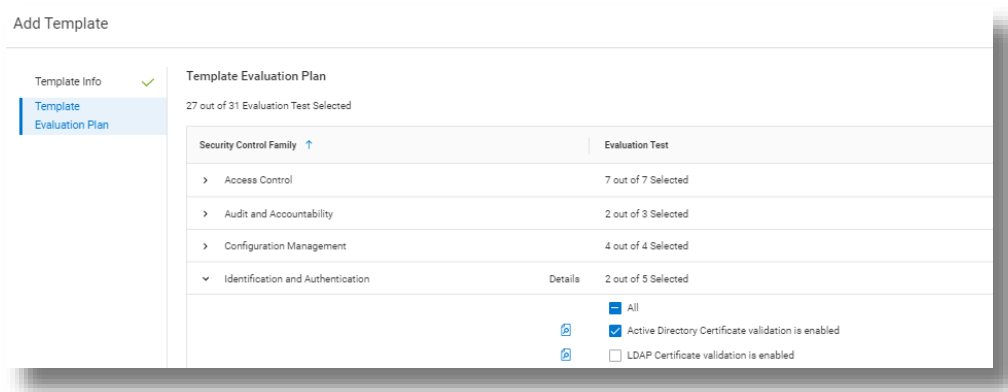 Add Template
Template Info
Template
Evaluation Plan
Template Evaluation Plan
27 out of 31 Evaluation Test Selected
Security Control Family ↑ Evaluation Test
Access Control 7 out of 7 Selected
Audit and Accountability 2 out of 3 Selected
Configuration Management 4 out of 4 Selected
Identification and Authentication Details 2 out of 5 Selected
All
Active Directory Certificate validation is enabled
LDAP Certificate validation is enabled